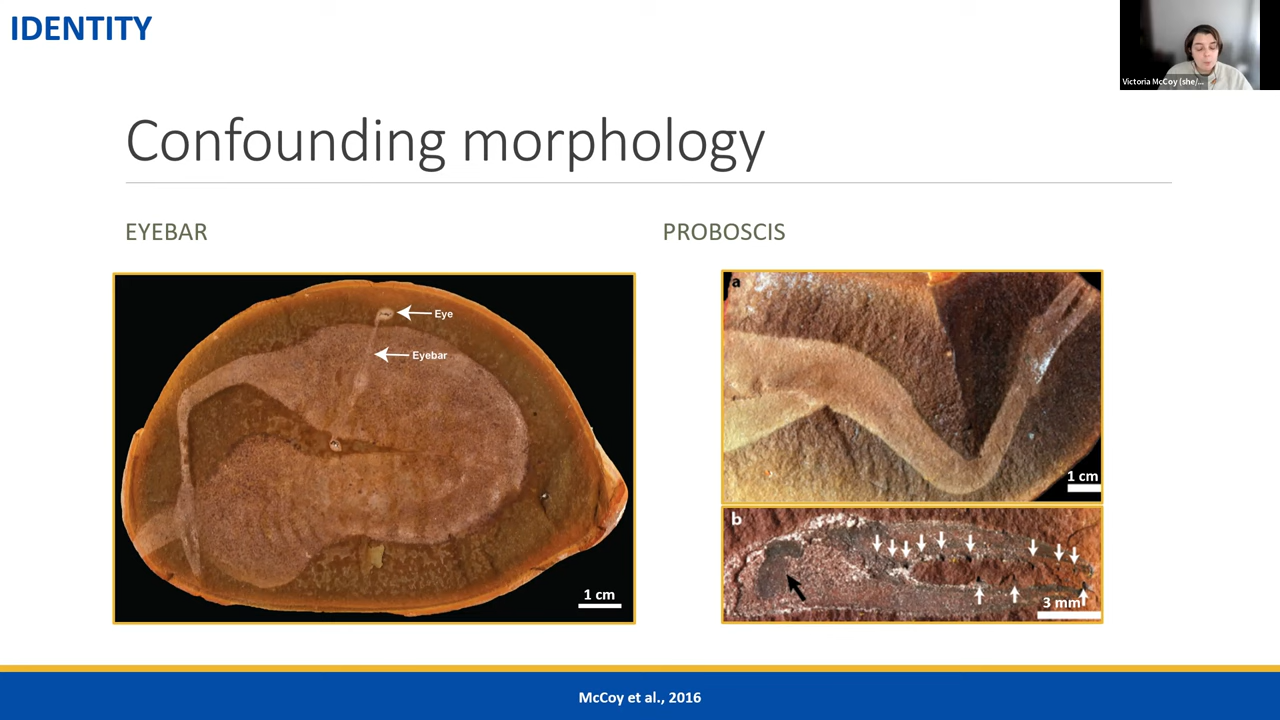 IDENTITY
Victoria McCoy (she/...
Confounding morphology
EYEBAR
PROBOSCIS
Eye
Eyebar
1 cm
a
1 cm
b
3 mm
McCoy et al., 2016